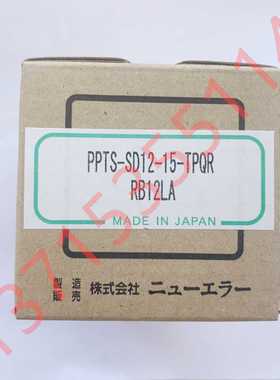 PPTS-SD12-15-TPQR
RB12LA
MADE IN JAPAN
製造
販売 株式会社 ニューエラー